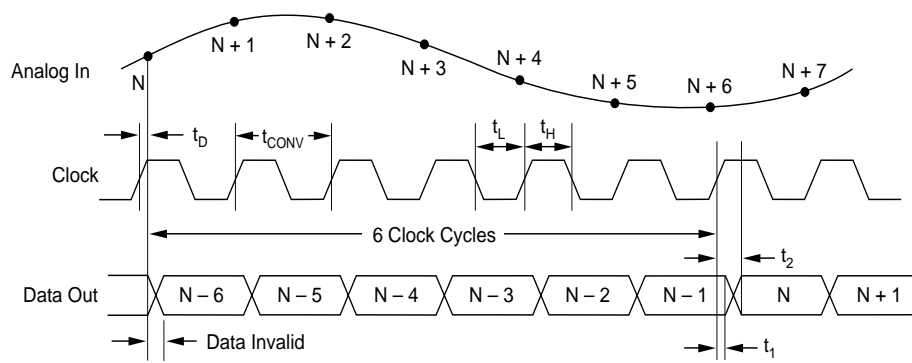 N + 1
N + 2
Analog In
N
N + 3
N + 4
N + 5
N + 6
N + 7
t_D
t_CONV
t_L
t_H
Clock
6 Clock Cycles
t_2
Data Out
N – 6
N – 5
N – 4
N – 3
N – 2
N – 1
N
N + 1
Data Invalid
t_1